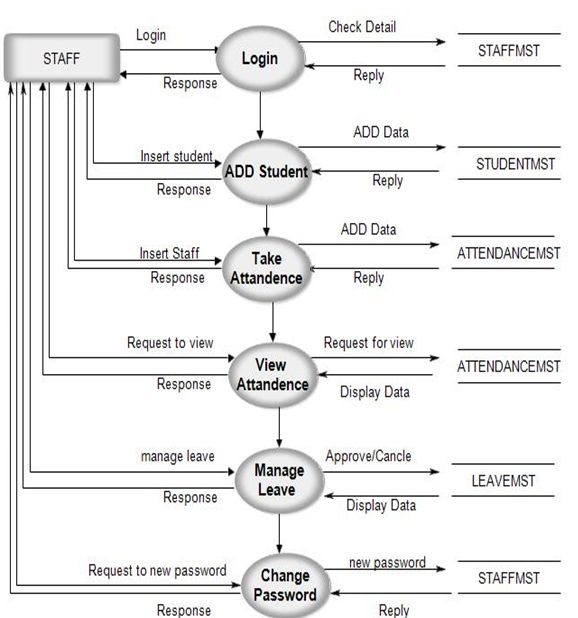 Login
Check Detail
STAFF
Login
STAFFMST
Response
Reply
ADD Data
Insert student
ADD Student
STUDENTMST
Response
Reply
ADD Data
Insert Staff
Take
Attandence
ATTENDANCEMST
Response
Reply
Request to view
Request for view
View
Attandence
ATTENDANCEMST
Response
Display Data
manage leave
Approve/Cancle
Manage
Leave
LEAVEMST
Response
Display Data
Request to new password
new password
Change
Password
STAFFMST
Response
Reply